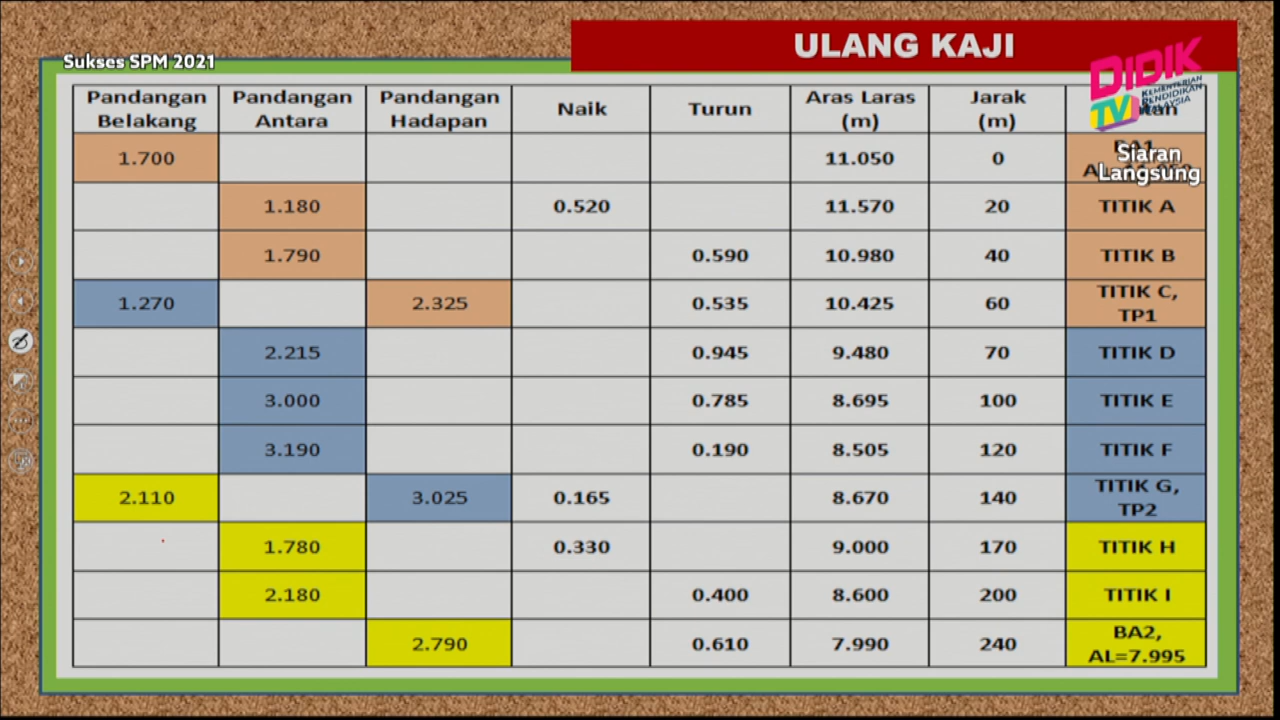 ULANG KAJI
Sukses SPM 2021
DIDIK
TV
KEMENTERIAN
PENDIDIKAN
MALAYSIA
Siaran
Langsung
Pandangan Belakang Pandangan Antara Pandangan Hadapan Naik Turun Aras Laras (m) Jarak (m)
1.700 11.050 0 BA1,
1.180 0.520 11.570 20 TITIK A
1.790 0.590 10.980 40 TITIK B
1.270 2.325 0.535 10.425 60 TITIK C, TP1
2.215 0.945 9.480 70 TITIK D
3.000 0.785 8.695 100 TITIK E
3.190 0.190 8.505 120 TITIK F
2.110 3.025 0.165 8.670 140 TITIK G, TP2
1.780 0.330 9.000 170 TITIK H
2.180 0.400 8.600 200 TITIK I
2.790 0.610 7.990 240 BA2, AL=7.995